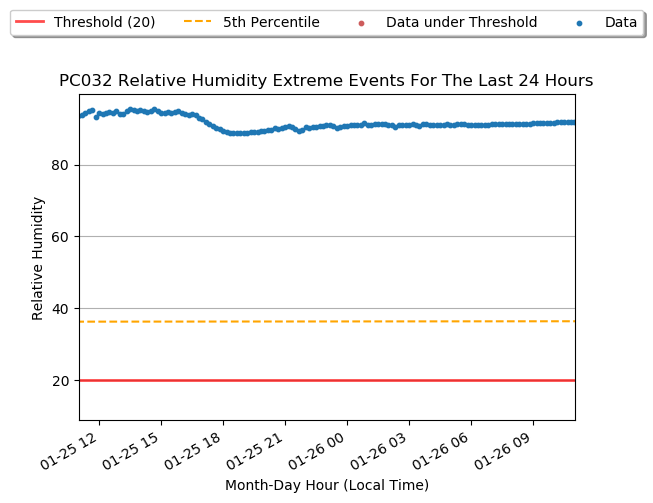 Threshold (20) 5th Percentile Data under Threshold Data
PC032 Relative Humidity Extreme Events For The Last 24 Hours
Relative Humidity
80
60
40
20
01-25 12 01-25 15 01-25 18 01-25 21 01-26 00 01-26 03 01-26 06 01-26 09
Month-Day Hour (Local Time)